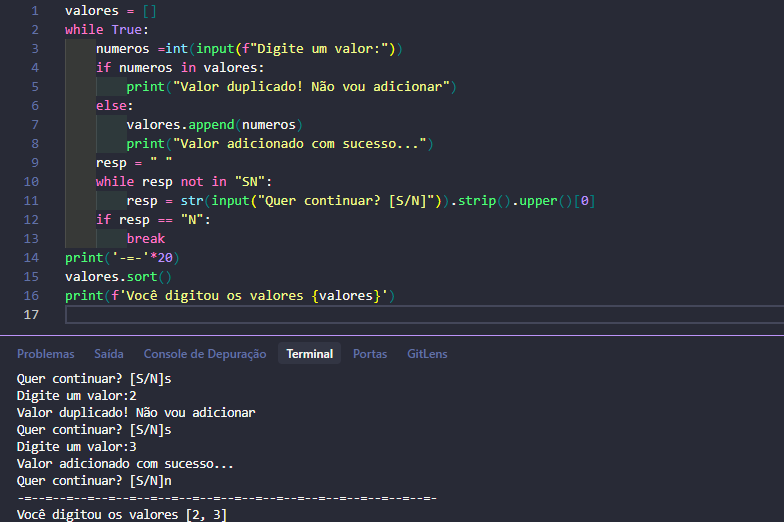 1 valores = []
2 while True:
3 numeros =int(input(f"Digite um valor:"))
4 if numeros in valores:
5 print("Valor duplicado! Não vou adicionar")
6 else:
7 valores.append(numeros)
8 print("Valor adicionado com sucesso...")
9 resp = " "
10 while resp not in "SN":
11 resp = str(input("Quer continuar? [S/N]")).strip().upper()[0]
12 if resp == "N":
13 break
14 print('-=-'*20)
15 valores.sort()
16 print(f'Você digitou os valores {valores}')
17
Problemas Saída Console de Depuração Terminal Portas GitLens
Quer continuar? [S/N]s
Digite um valor:2
Valor duplicado! Não vou adicionar
Quer continuar? [S/N]s
Digite um valor:3
Valor adicionado com sucesso...
Quer continuar? [S/N]n
-=--=--=--=--=--=--=--=--=--=--=--=--=--=--=--=--=--=--=--=-
Você digitou os valores [2, 3]